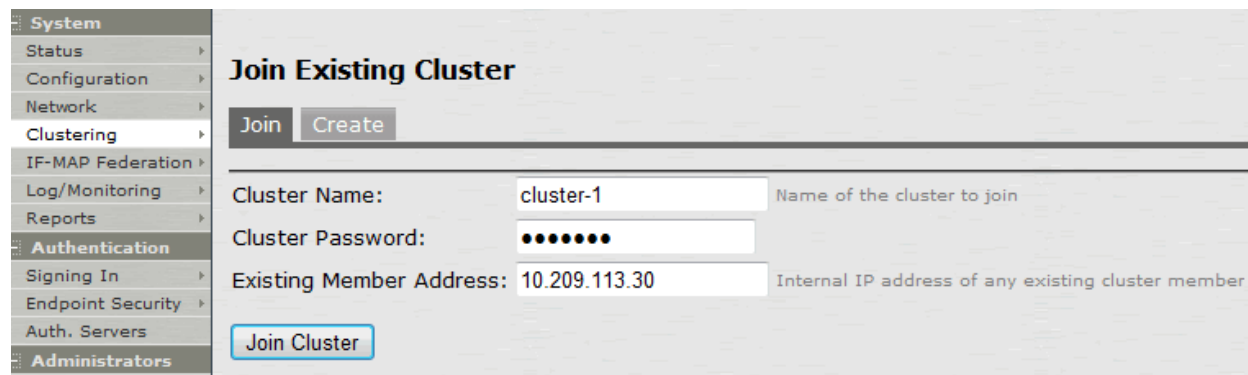 System
Status
Configuration
Network
Clustering
IF-MAP Federation
Log/Monitoring
Reports
Authentication
Signing In
Endpoint Security
Auth. Servers
Administrators
Join Existing Cluster
Join Create
Cluster Name: cluster-1 Name of the cluster to join
Cluster Password: ●●●●●●●
Existing Member Address: 10.209.113.30 Internal IP address of any existing cluster member
Join Cluster